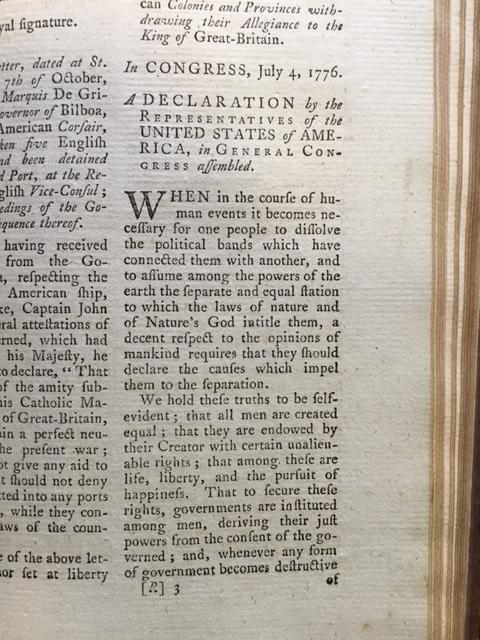 yal ſignature.
tter, dated at St.
7th of October,
Marquis De Gri-
overnor of Bilboa,
American Corſair,
ken five Engliſh
nd been detained
d Port, at the Re-
gliſh Vice-Conſul ;
edings of the Go-
quence thereof.
having received
from the Go-
a, reſpecting the
American ſhip,
ke, Captain John
eral atteſtations of
erned, which had
his Majeſty, he
to declare, “ That
of the amity ſub-
his Catholic Ma-
of Great-Britain,
ain a perfect neu-
he preſent war ;
ot give any aid to
t ſhould not deny
tted into any ports
, while they con-
aws of the coun-
e of the above let-
nor ſet at liberty
can Colonies and Provinces with-
drawing their Allegiance to the
King of Great-Britain.
In CONGRESS, July 4, 1776.
A DECLARATION by the
REPRESENTATIVES of the
UNITED STATES of AME-
RICA, in GENERAL CON-
GRESS aſſembled.
WHEN in the courſe of hu-
man events it becomes ne-
ceſſary for one people to diſſolve
the political bands which have
connected them with another, and
to aſſume among the powers of the
earth the ſeparate and equal ſtation
to which the laws of nature and
of Nature's God intitle them, a
decent reſpect to the opinions of
mankind requires that they ſhould
declare the cauſes which impel
them to the ſeparation.
We hold theſe truths to be ſelf-
evident ; that all men are created
equal ; that they are endowed by
their Creator with certain unalien-
able rights ; that among theſe are
life, liberty, and the purſuit of
happineſs. That to ſecure theſe
rights, governments are inſtituted
among men, deriving their juſt
powers from the conſent of the go-
verned ; and, whenever any form
of government becomes deſtructive
of
[R] 3